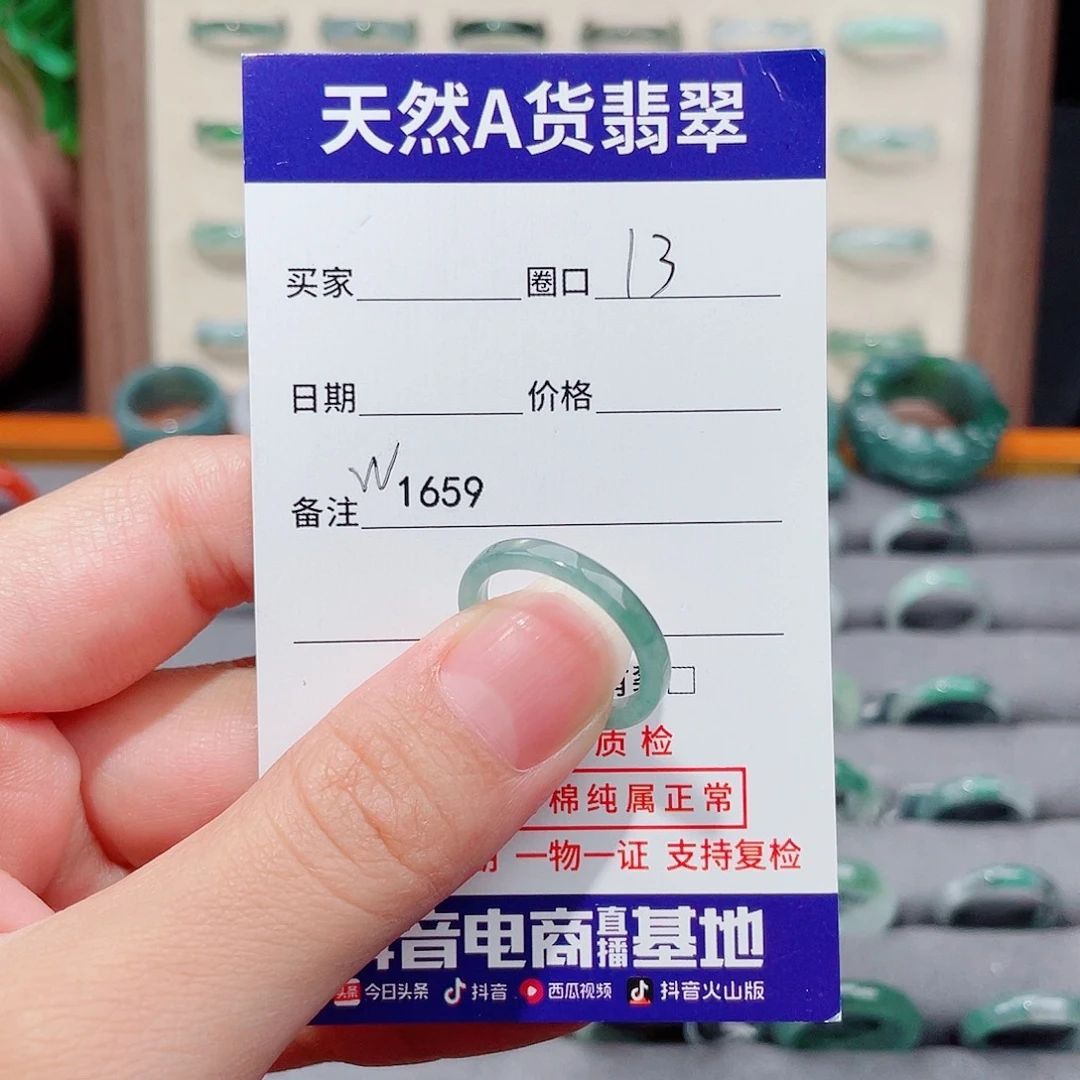 天然A货翡翠
买家 圈口 13
日期 价格
备注 W1659
质检
棉纯属正常
一物一证 支持复检
音电商直播基地
头条 今日头条 抖音 西瓜视频 抖音火山版